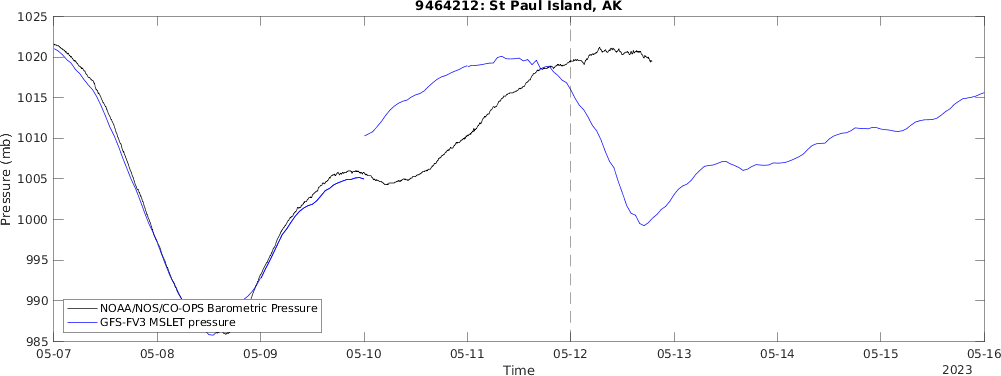 9464212: St Paul Island, AK
1025
1020
1015
1010
1005
1000
995
990
985
Pressure (mb)
NOAA/NOS/CO-OPS Barometric Pressure
GFS-FV3 MSLET pressure
05-07 05-08 05-09 05-10 05-11 05-12 05-13 05-14 05-15 05-16
Time
2023